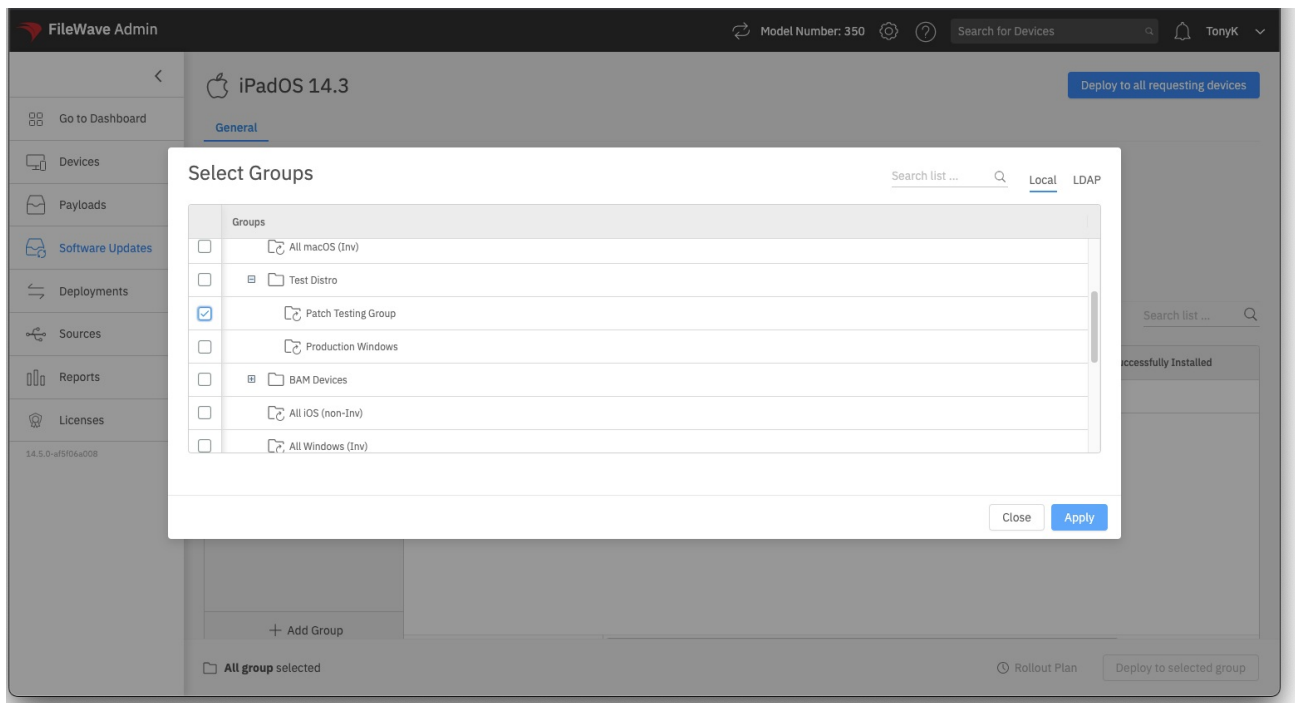 FileWave Admin
Model Number: 350
Search for Devices
TonyK
iPadOS 14.3
Deploy to all requesting devices
Go to Dashboard
General
Devices
Payloads
Software Updates
Deployments
Sources
Reports
Licenses
14.5.0-ef5f06a008
Select Groups
Search list ...
Local
LDAP
Groups
All macOS (Inv)
Test Distro
Patch Testing Group
Production Windows
BAM Devices
All iOS (non-Inv)
All Windows (Inv)
Close
Apply
Search list ...
Installed
+ Add Group
All group selected
Rollout Plan
Deploy to selected group